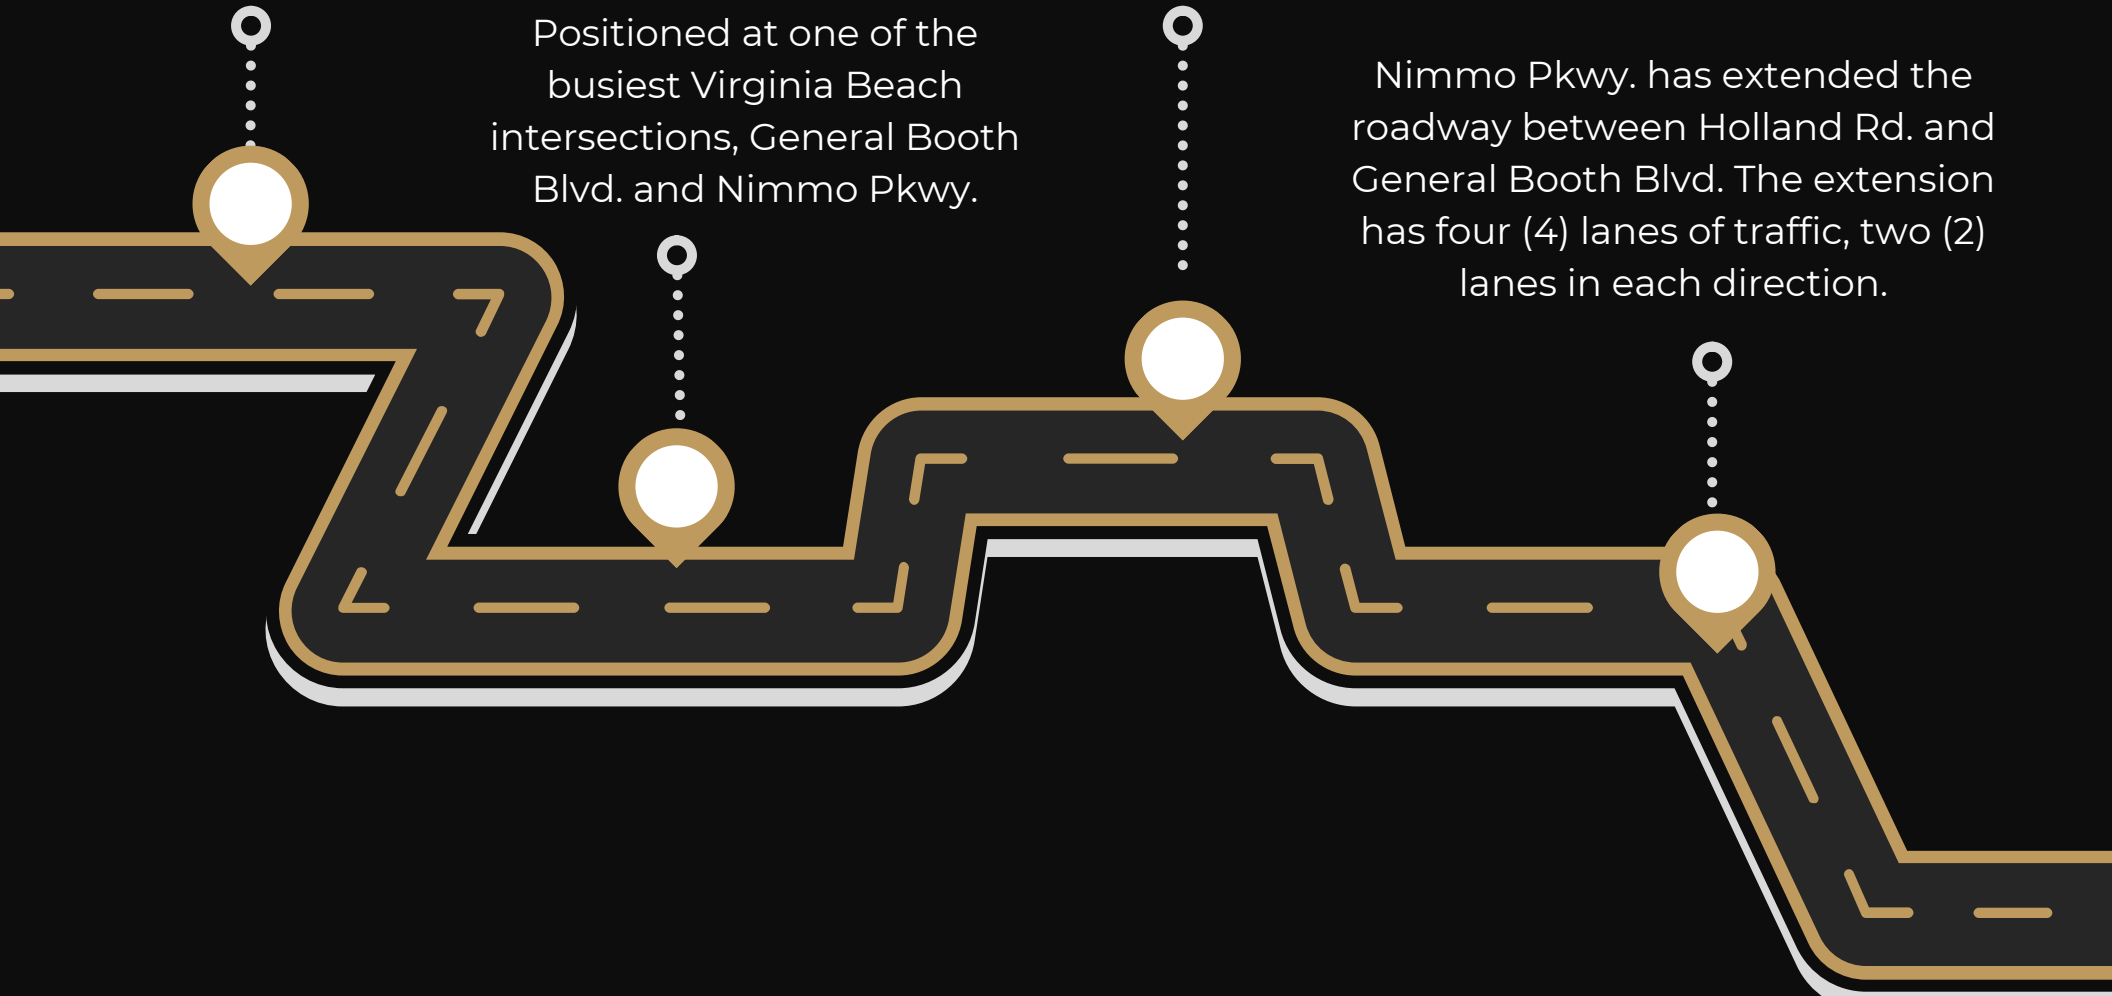 Positioned at one of the
busiest Virginia Beach
intersections, General Booth
Blvd. and Nimmo Pkwy.
Nimmo Pkwy. has extended the
roadway between Holland Rd. and
General Booth Blvd. The extension
has four (4) lanes of traffic, two (2)
lanes in each direction.